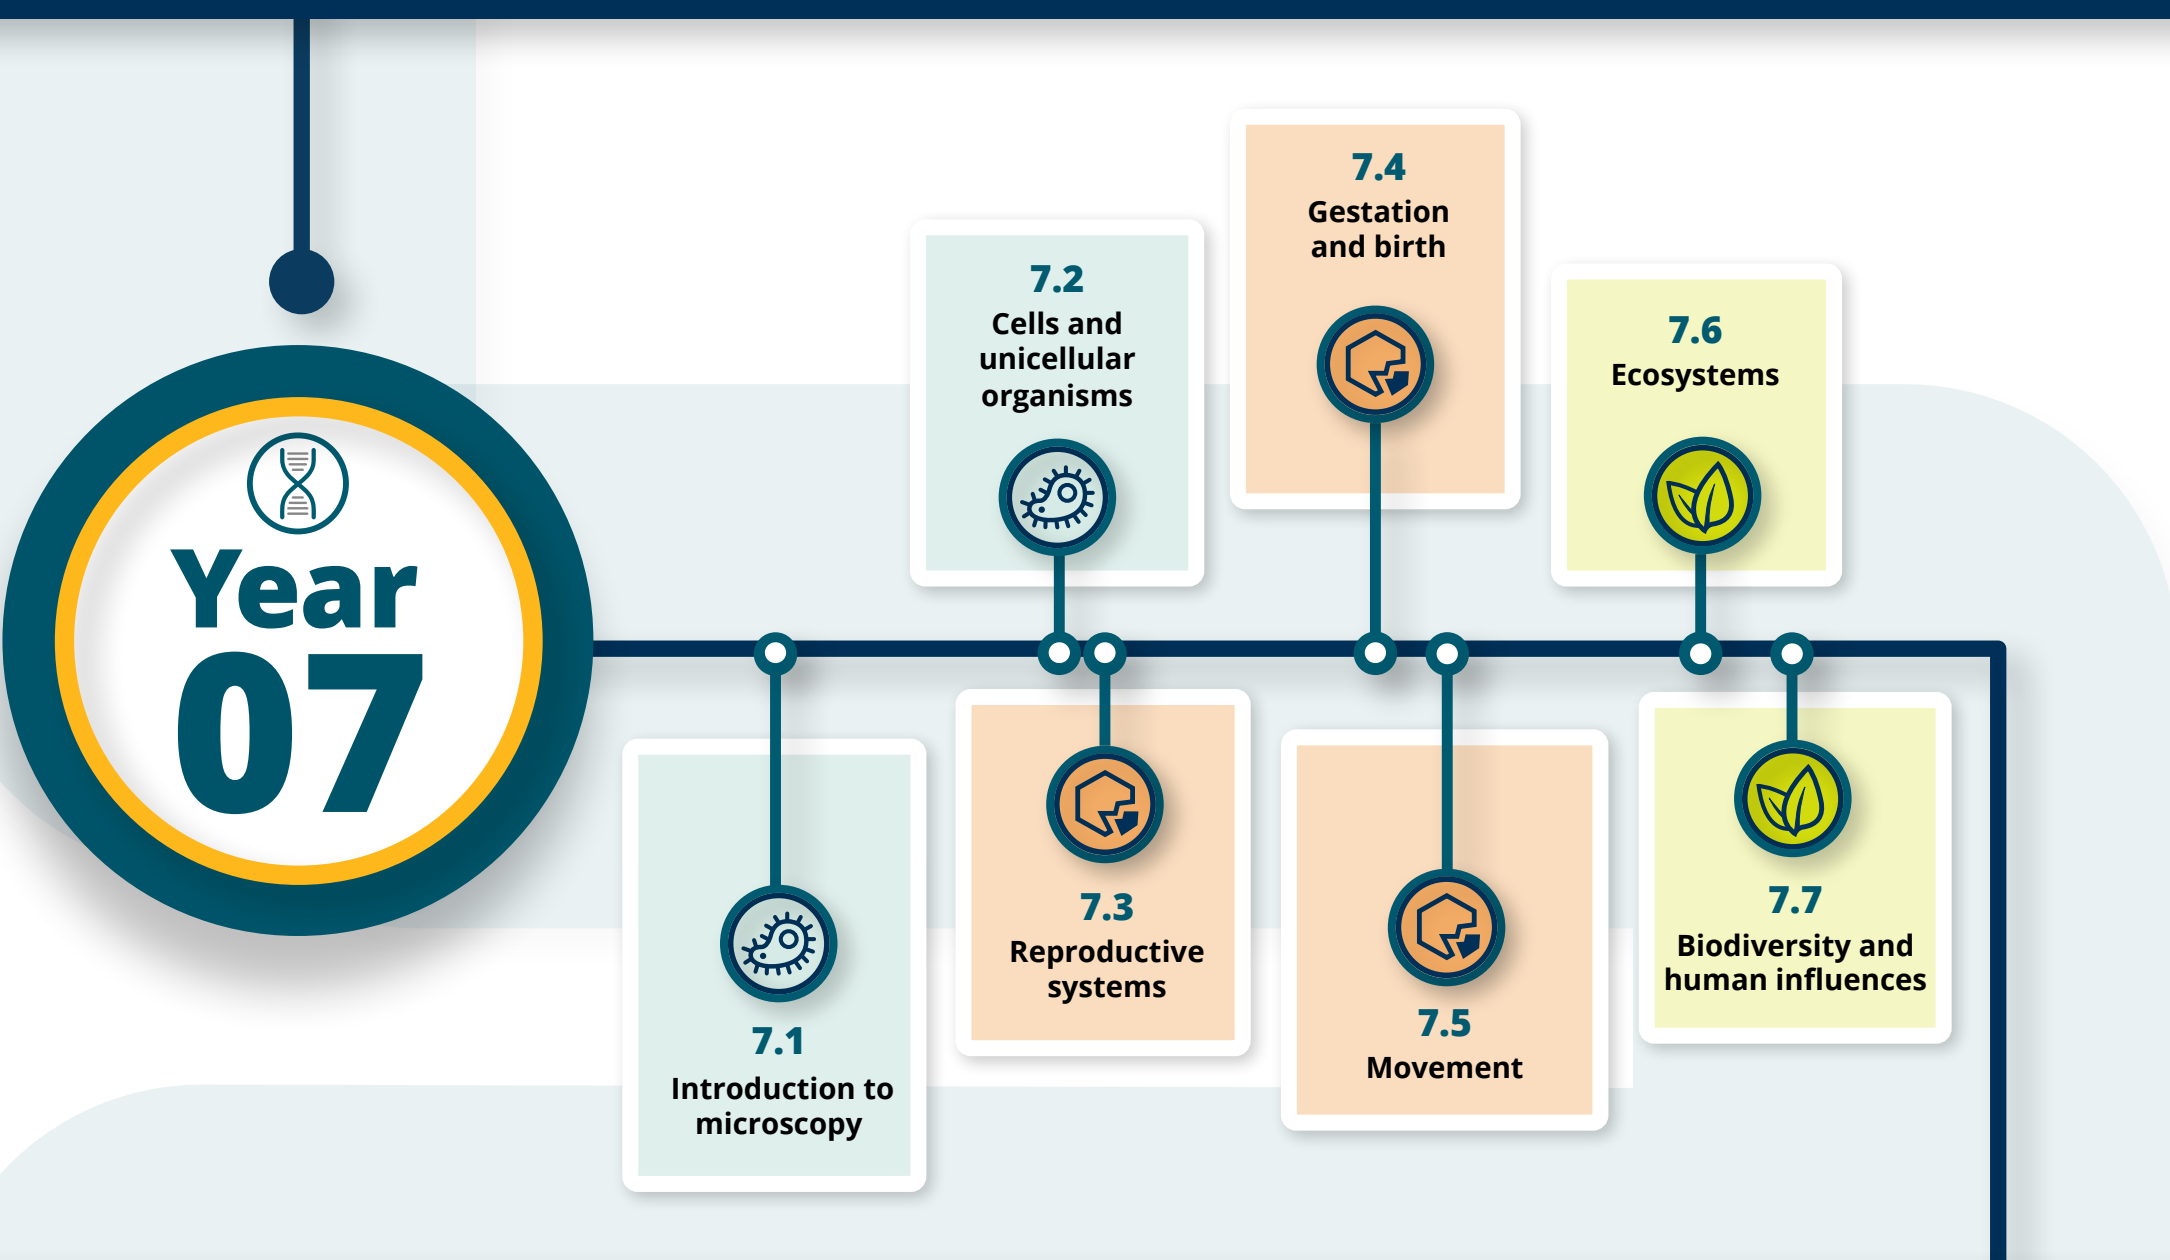 Year
07
7.1
Introduction to
microscopy
7.2
Cells and
unicellular
organisms
7.3
Reproductive
systems
7.4
Gestation
and birth
7.5
Movement
7.6
Ecosystems
7.7
Biodiversity and
human influences